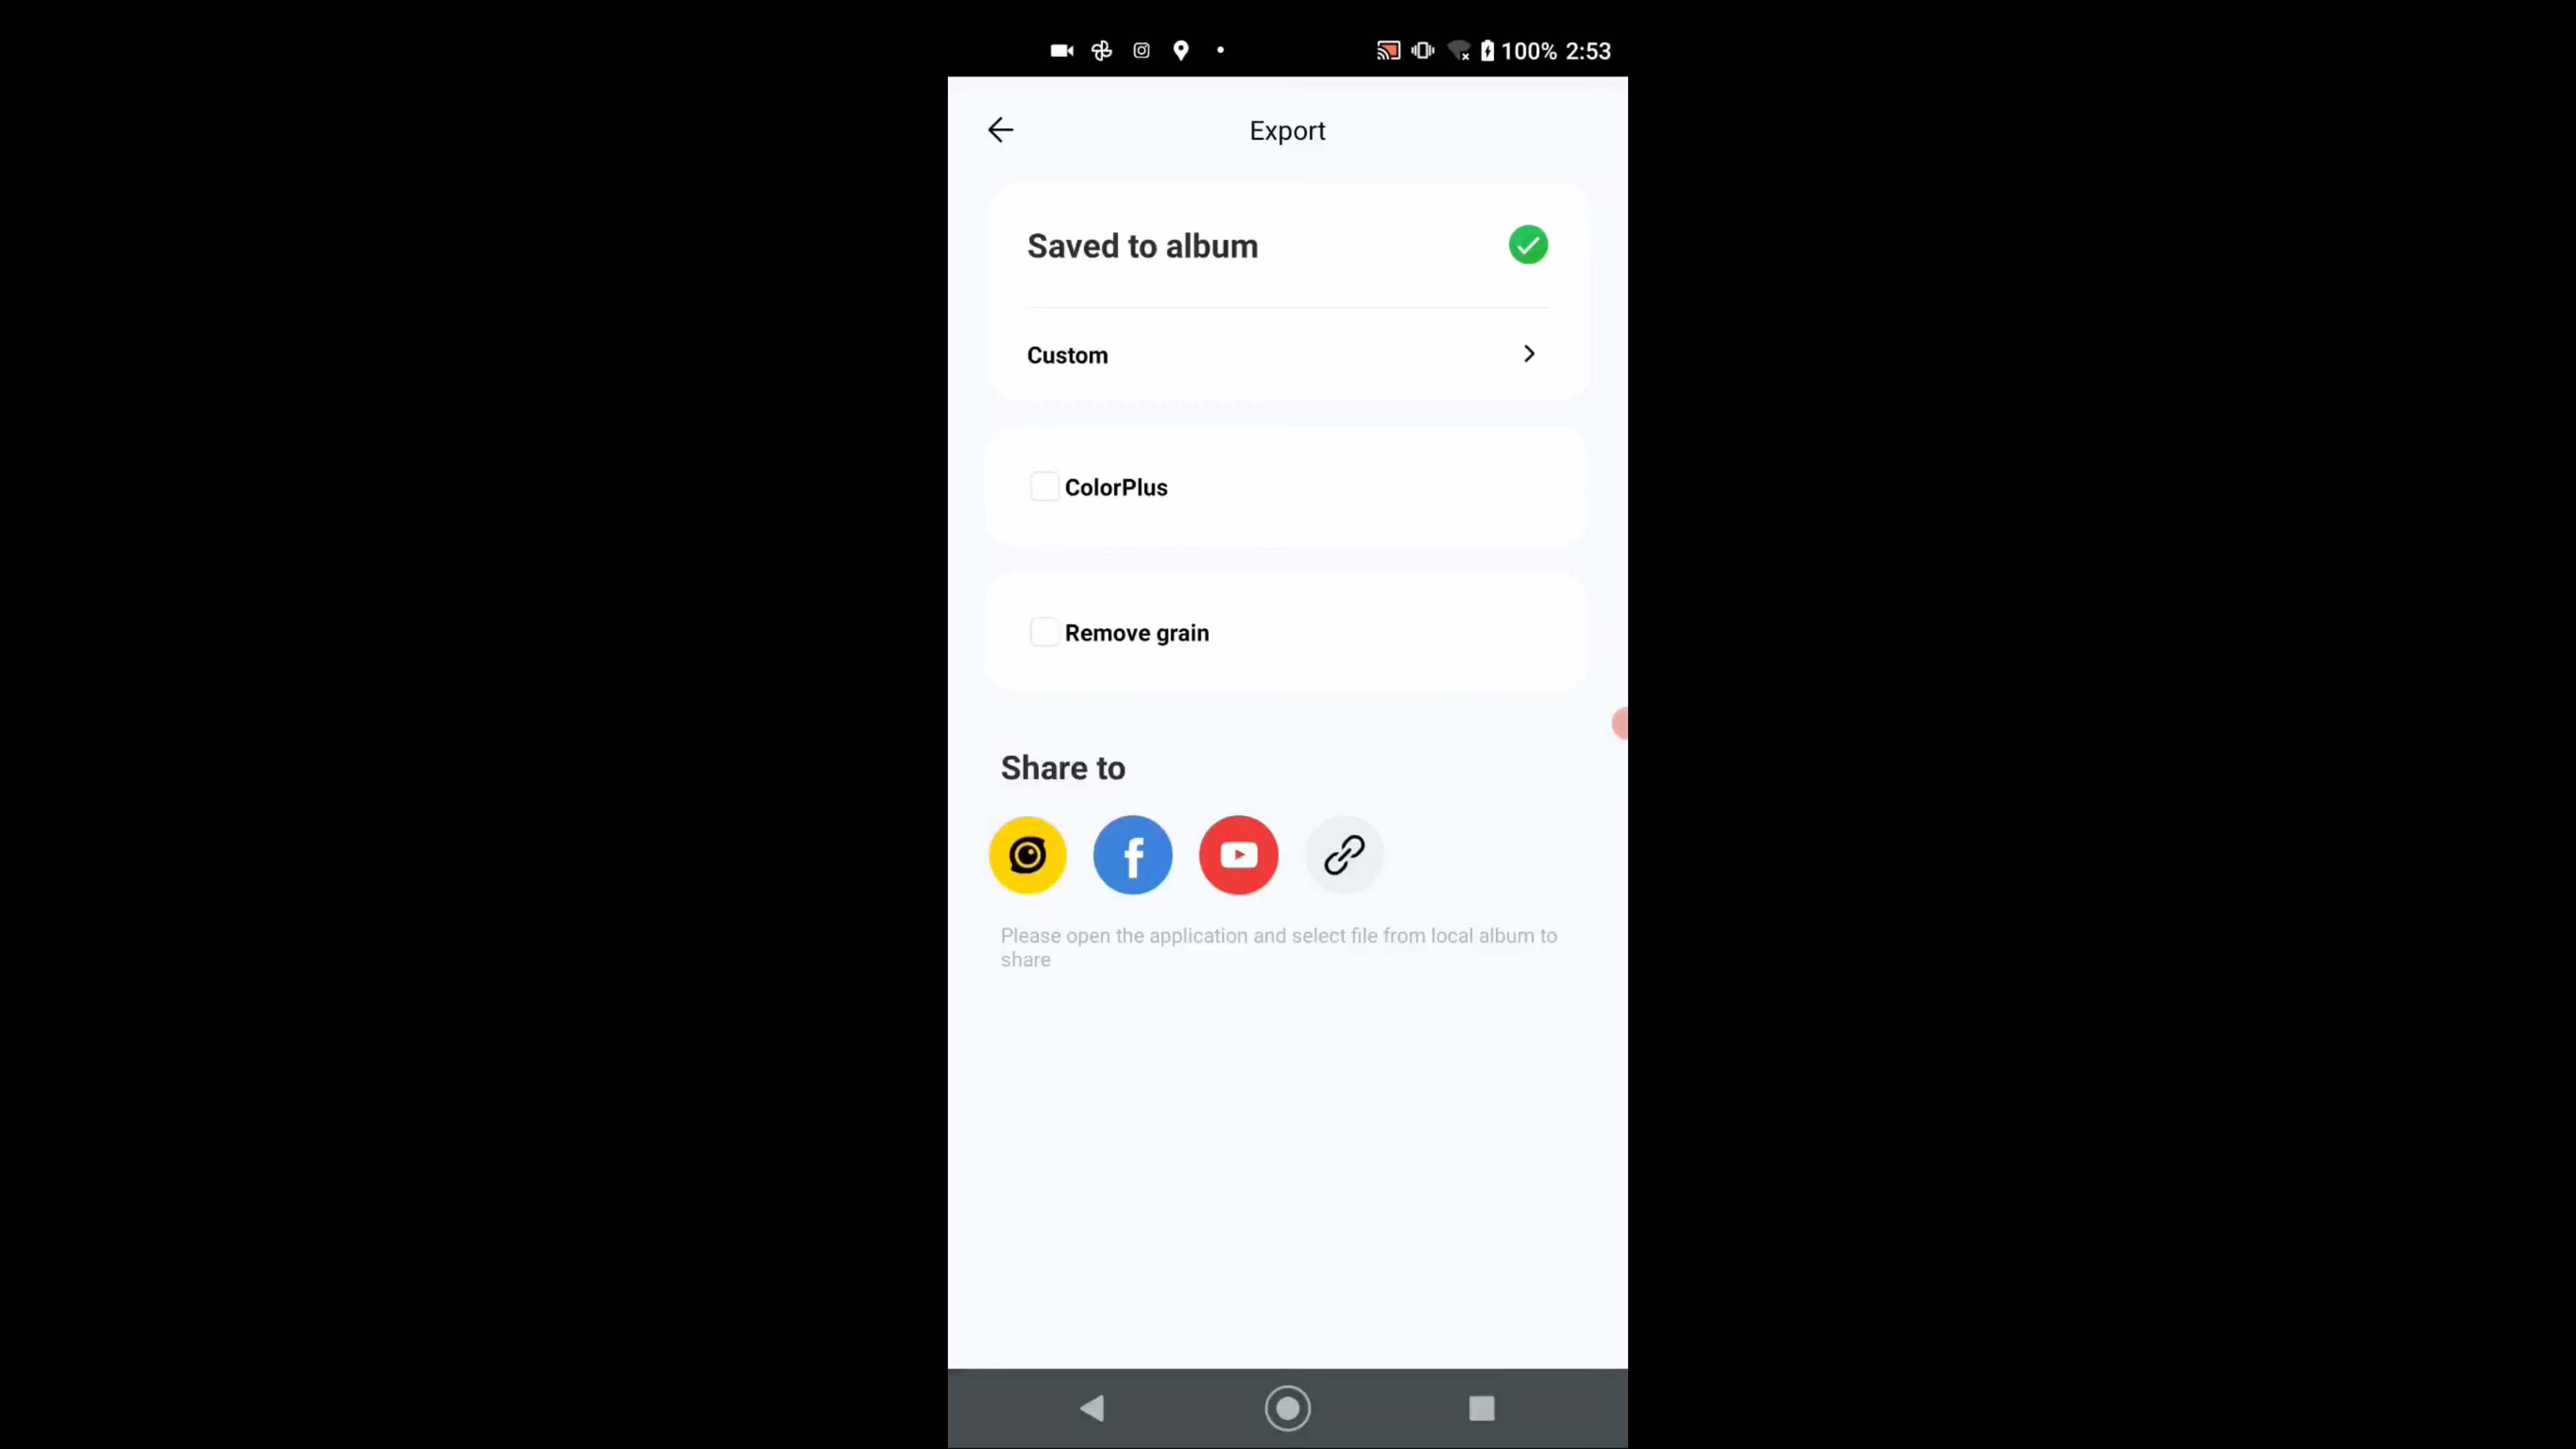 100% 2:53
Export
Saved to album
Custom
ColorPlus
Remove grain
Share to
Please open the application and select file from local album to
share